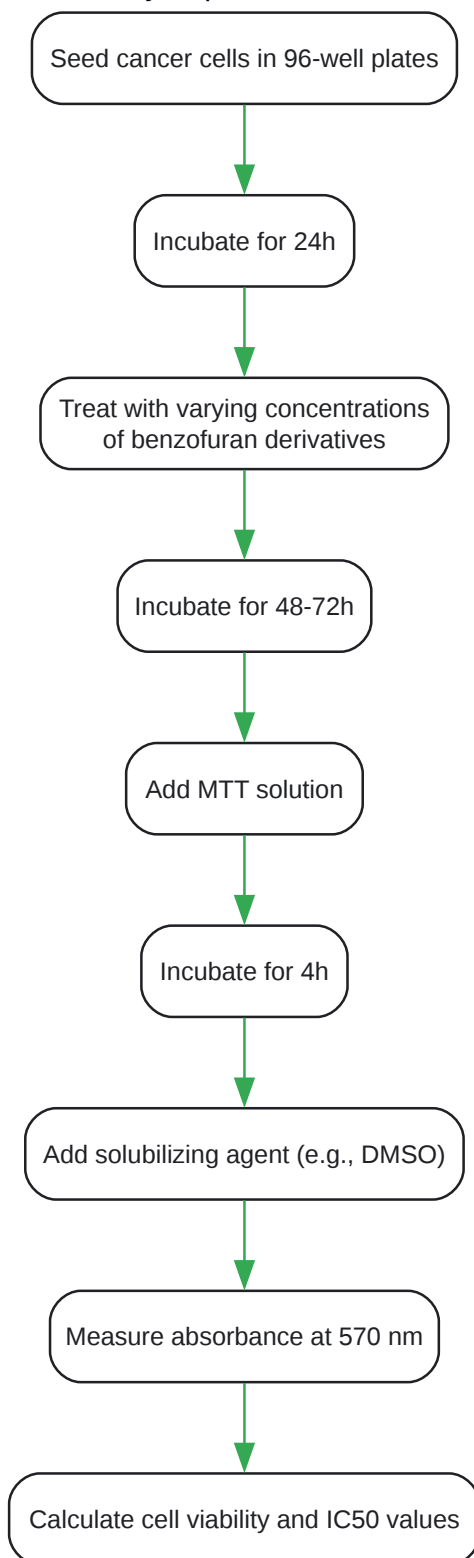 Seed cancer cells in 96-well plates
Incubate for 24h
Treat with varying concentrations
of benzofuran derivatives
Incubate for 48-72h
Add MTT solution
Incubate for 4h
Add solubilizing agent (e.g., DMSO)
Measure absorbance at 570 nm
Calculate cell viability and IC50 values